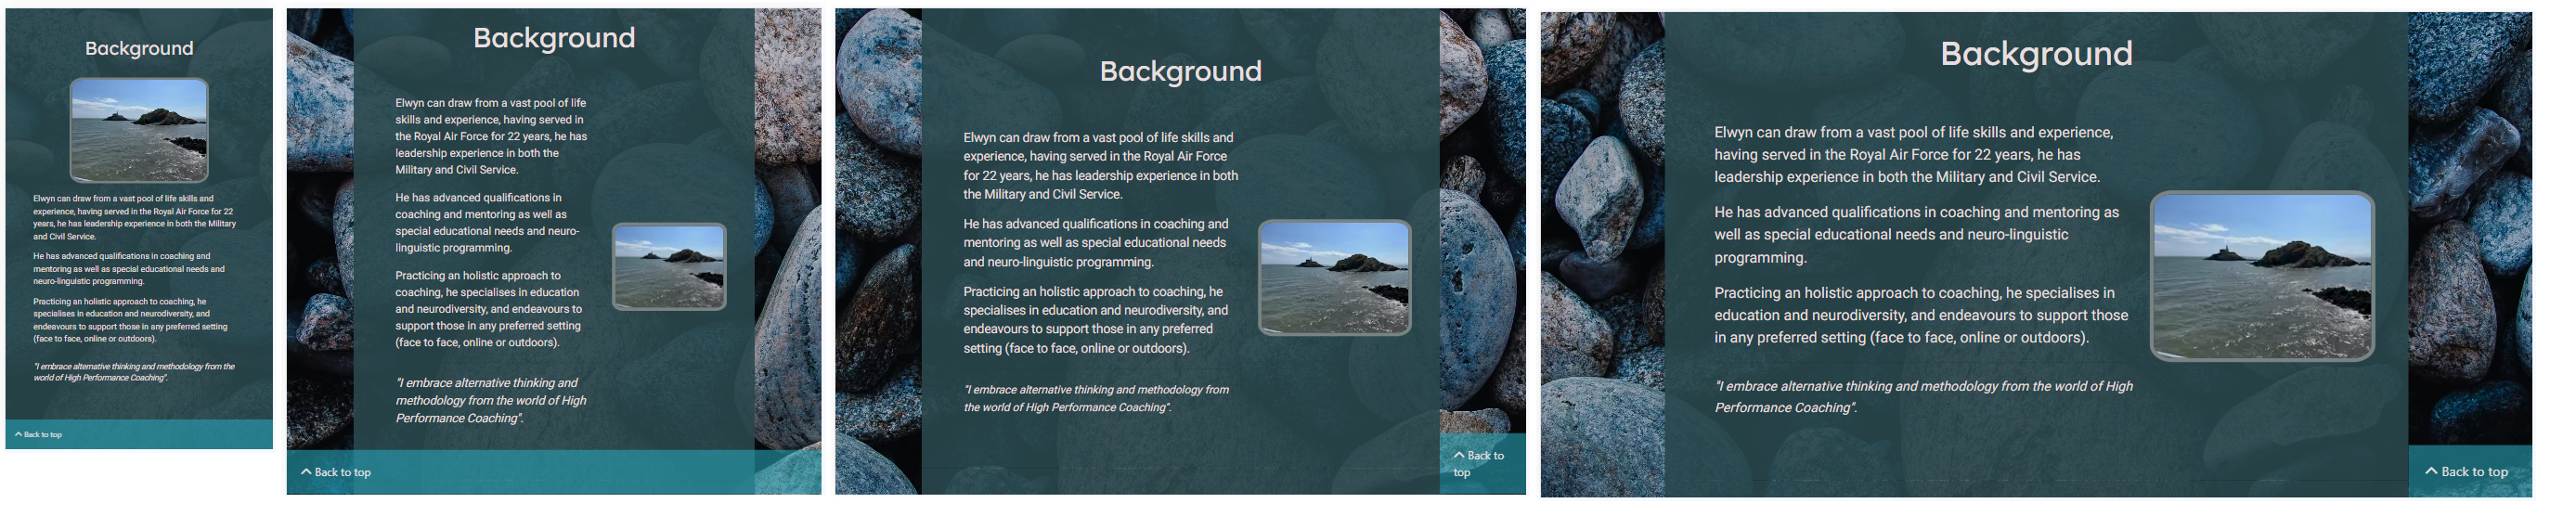 Background
Elwyn can draw from a vast pool of life skills and
experience, having served in the Royal Air Force for 22
years, he has leadership experience in both the Military
and Civil Service.
He has advanced qualifications in coaching and
mentoring as well as special educational needs and
neuro-linguistic programming.
Practicing an holistic approach to coaching, he
specialises in education and neurodiversity, and
endeavours to support those in any preferred setting
(face to face, online or outdoors).
"I embrace alternative thinking and methodology from the
world of High Performance Coaching".
Back to top
Background
Elwyn can draw from a vast pool of life
skills and experience, having served in
the Royal Air Force for 22 years, he has
leadership experience in both the
Military and Civil Service.
He has advanced qualifications in
coaching and mentoring as well as
special educational needs and neuro-
linguistic programming.
Practicing an holistic approach to
coaching, he specialises in education
and neurodiversity, and endeavours to
support those in any preferred setting
(face to face, online or outdoors).
"I embrace alternative thinking and
methodology from the world of High
Performance Coaching".
Back to top
Background
Elwyn can draw from a vast pool of life skills and
experience, having served in the Royal Air Force
for 22 years, he has leadership experience in both
the Military and Civil Service.
He has advanced qualifications in coaching and
mentoring as well as special educational needs
and neuro-linguistic programming.
Practicing an holistic approach to coaching, he
specialises in education and neurodiversity, and
endeavours to support those in any preferred
setting (face to face, online or outdoors).
"I embrace alternative thinking and methodology from
the world of High Performance Coaching".
Back to
top
Background
Elwyn can draw from a vast pool of life skills and experience,
having served in the Royal Air Force for 22 years, he has
leadership experience in both the Military and Civil Service.
He has advanced qualifications in coaching and mentoring as
well as special educational needs and neuro-linguistic
programming.
Practicing an holistic approach to coaching, he specialises in
education and neurodiversity, and endeavours to support those
in any preferred setting (face to face, online or outdoors).
"I embrace alternative thinking and methodology from the world of High
Performance Coaching".
Back to top